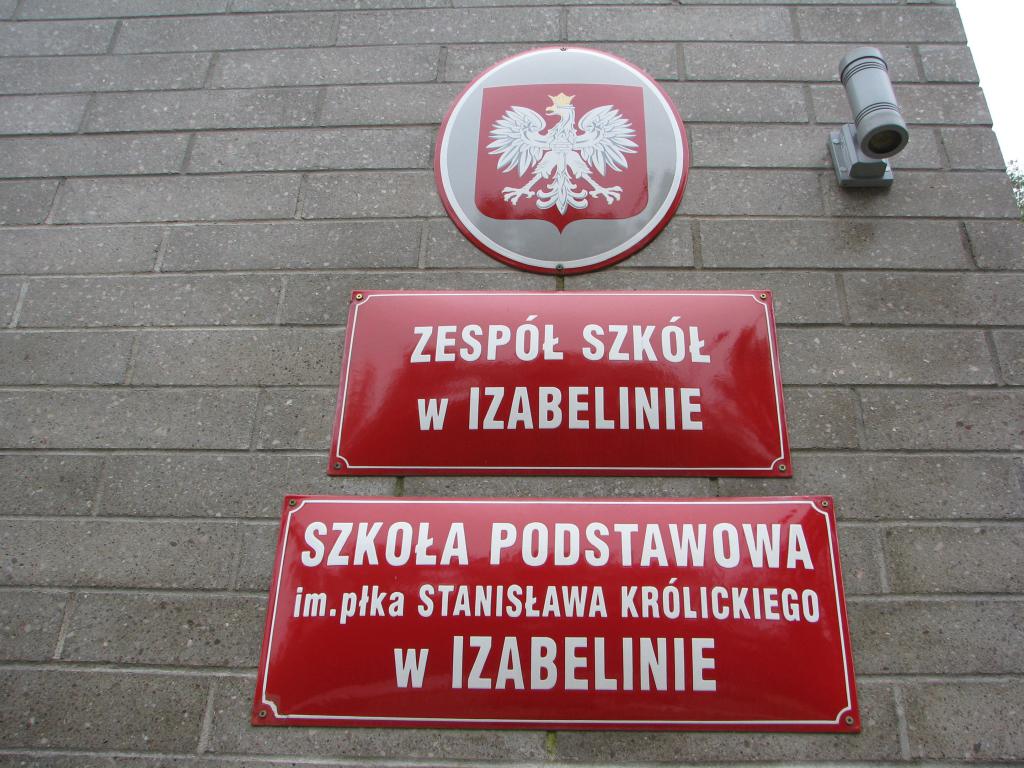 ZESPÓŁ SZKÓŁ
w IZABELINIE
SZKOŁA PODSTAWOWA
im.płka STANISŁAWA KRÓLICKIEGO
w IZABELINIE